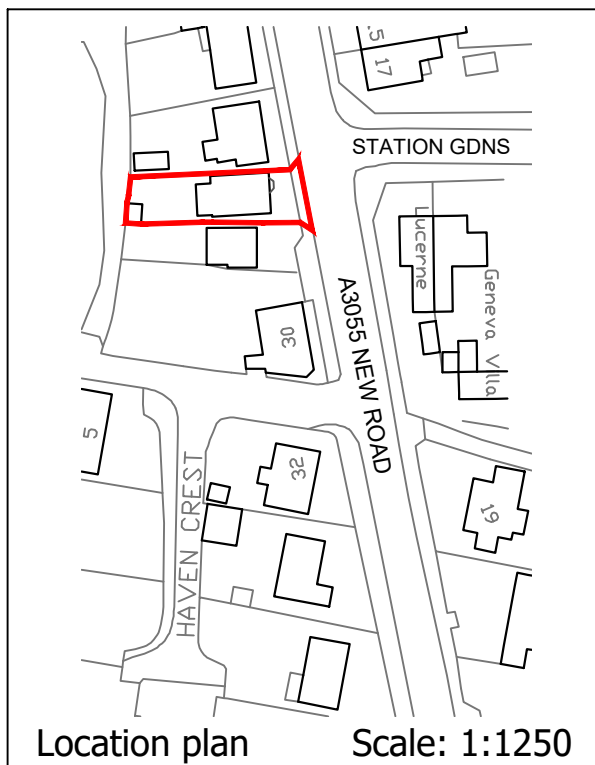 15
17
STATION GDNS
Lucerne
Geneva Villa
A3055 NEW ROAD
30
5
32
HAVEN CREST
19
Location plan
Scale: 1:1250